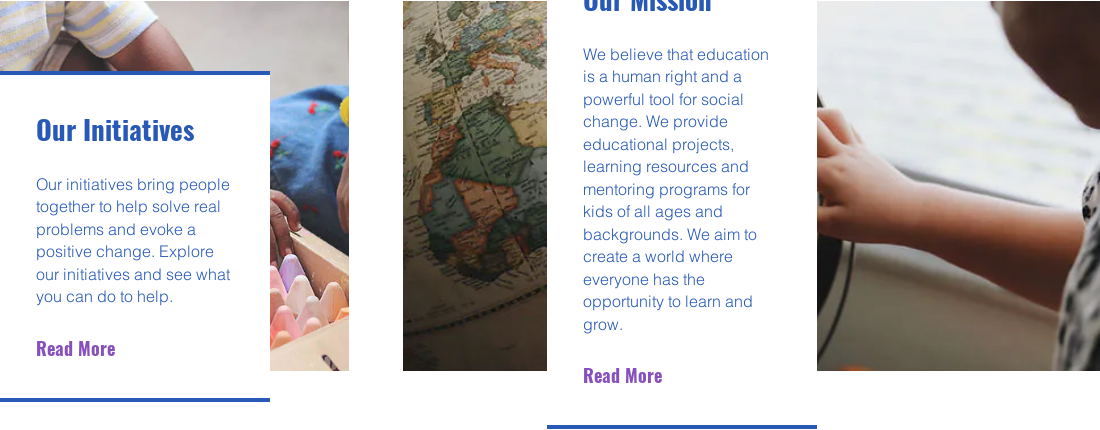 Our Initiatives
Our initiatives bring people
together to help solve real
problems and evoke a
positive change. Explore
our initiatives and see what
you can do to help.
Read More
Our Mission
We believe that education
is a human right and a
powerful tool for social
change. We provide
educational projects,
learning resources and
mentoring programs for
kids of all ages and
backgrounds. We aim to
create a world where
everyone has the
opportunity to learn and
grow.
Read More